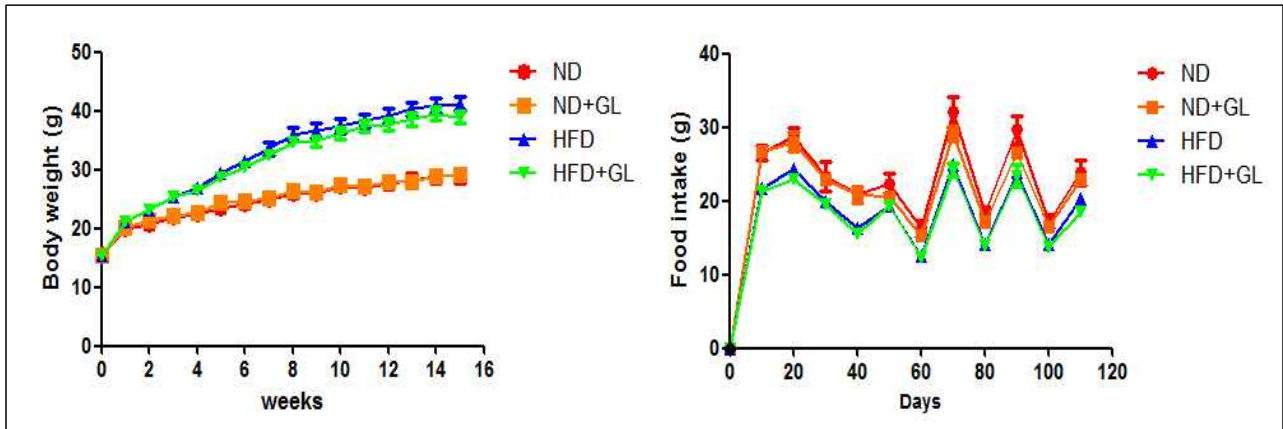 50
40
30
20
10
0
Body weight (g)
0 2 4 6 8 10 12 14 16
weeks
ND
ND+GL
HFD
HFD+GL
40
30
20
10
0
Food intake (g)
0 20 40 60 80 100 120
Days
ND
ND+GL
HFD
HFD+GL